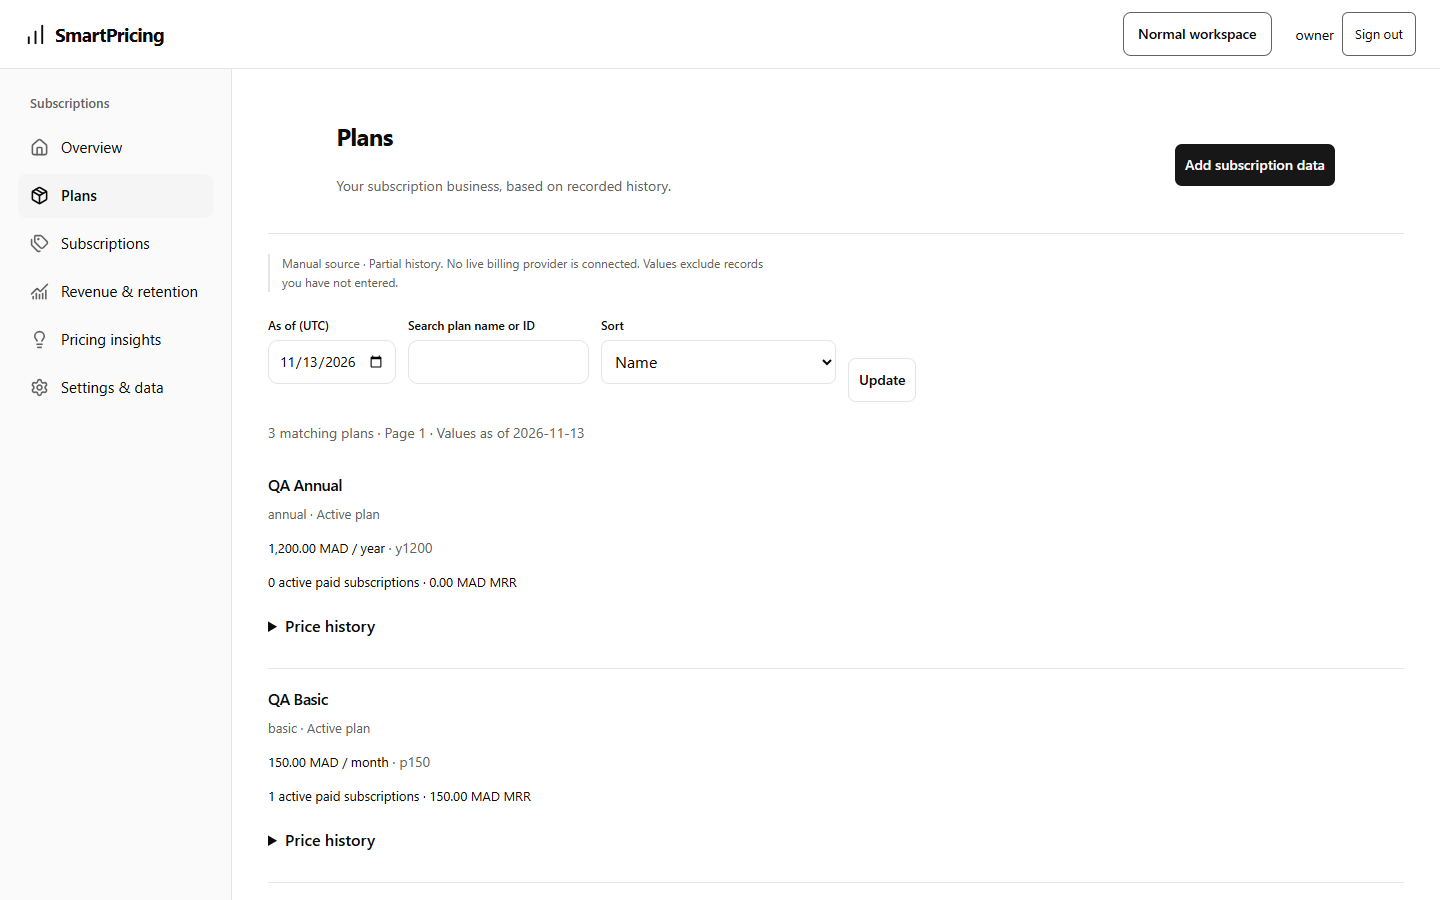 SmartPricing
Normal workspace
owner
Sign out
Subscriptions
Overview
Plans
Subscriptions
Revenue & retention
Pricing insights
Settings & data
Plans
Your subscription business, based on recorded history.
Add subscription data
Manual source · Partial history. No live billing provider is connected. Values exclude records
you have not entered.
As of (UTC)
Search plan name or ID
Sort
11/13/2026
Name
Update
3 matching plans · Page 1 · Values as of 2026-11-13
QA Annual
annual · Active plan
1,200.00 MAD / year · y1200
0 active paid subscriptions · 0.00 MAD MRR
Price history
QA Basic
basic · Active plan
150.00 MAD / month · p150
1 active paid subscriptions · 150.00 MAD MRR
Price history